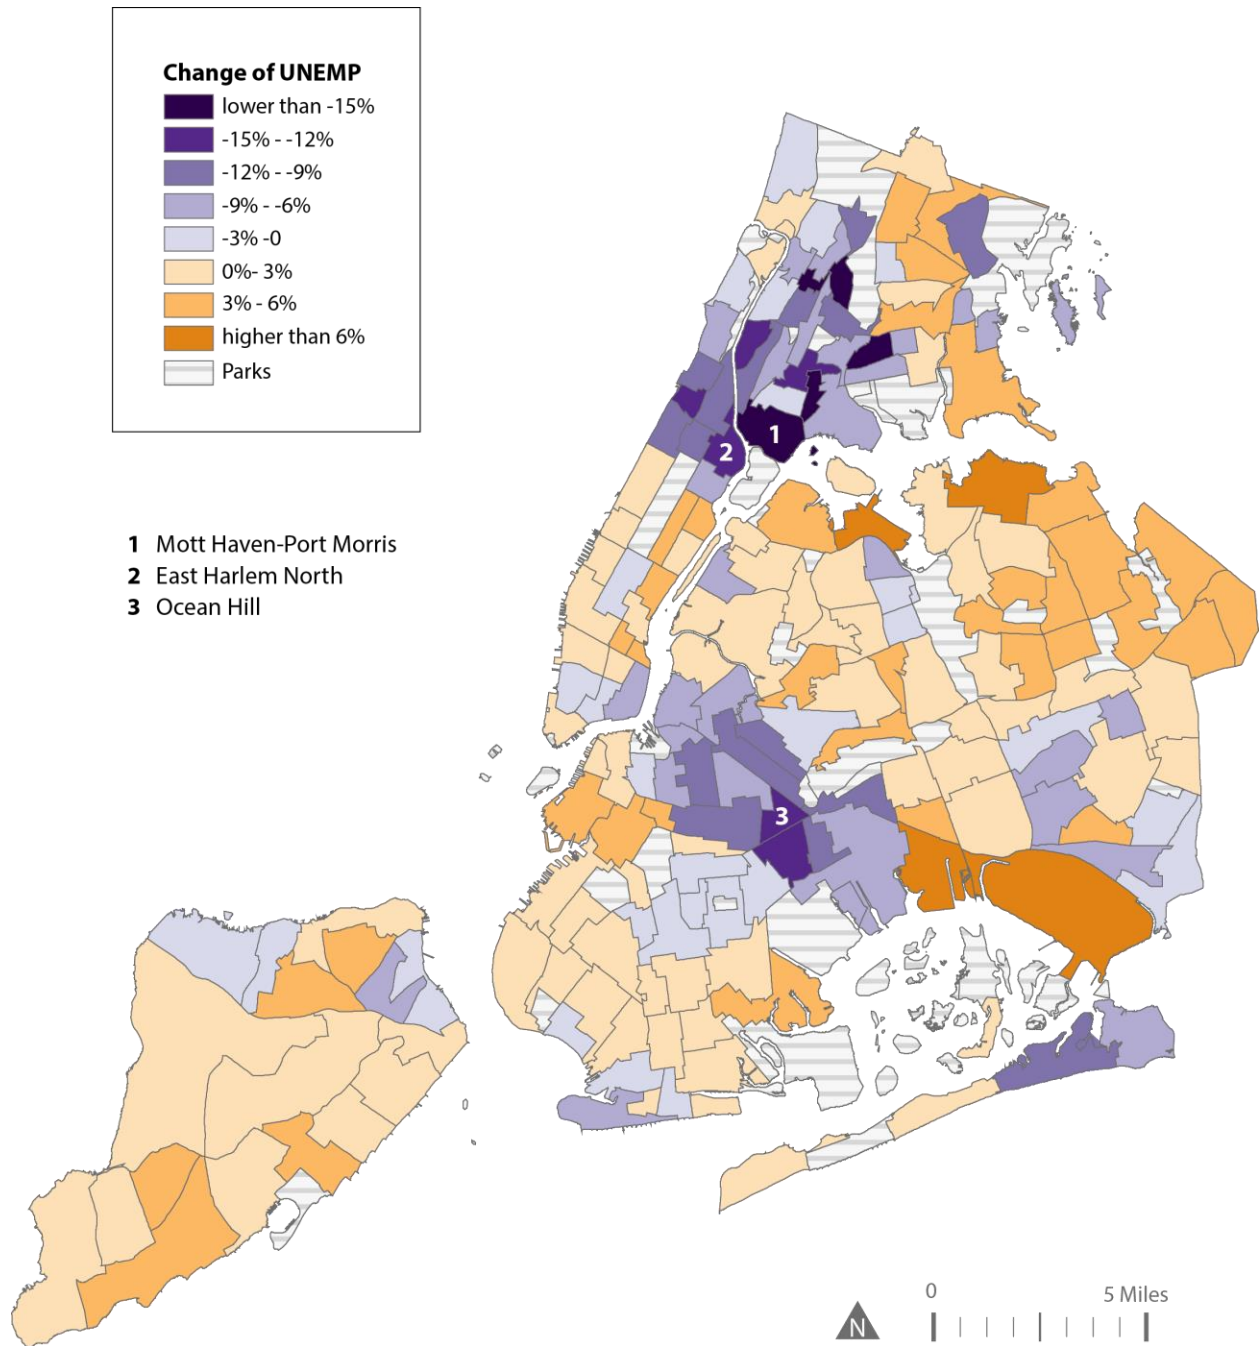 Change of UNEMP
lower than -15%
-15% - -12%
-12% - -9%
-9% - -6%
-3% -0
0%- 3%
3% - 6%
higher than 6%
Parks
1
2
1 Mott Haven-Port Morris
2 East Harlem North
3 Ocean Hill
3
0
5 Miles
N